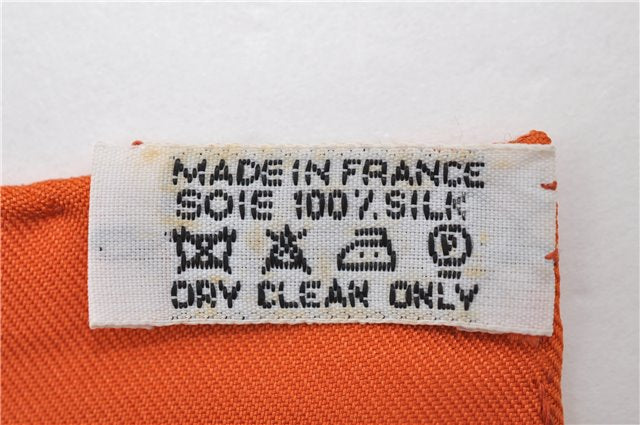 MADE IN FRANCE
SOIE 100% SILK
P
DRY CLEAN ONLY